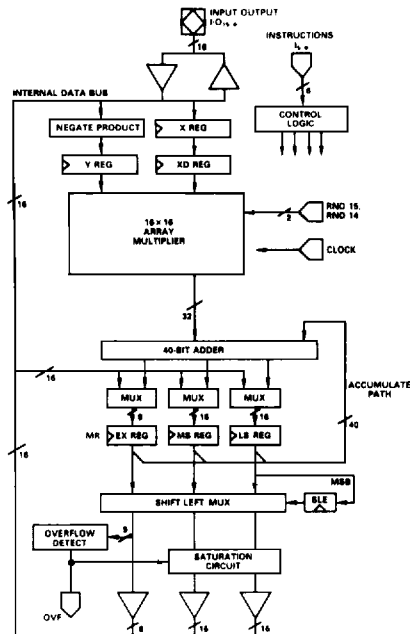 INPUT OUTPUT
I/O15-0
16
INSTRUCTIONS
I5-0
6
INTERNAL DATA BUS
NEGATE PRODUCT
X REG
CONTROL
LOGIC
Y REG
XD REG
16
16 × 16
ARRAY
MULTIPLIER
2
RND 15,
RND 14
CLOCK
32
40-BIT ADDER
16
ACCUMULATE
PATH
MUX
MUX
MUX
8
16
16
40
MR
EX REG
MS REG
LS REG
16
MSB
SHIFT LEFT MUX
SLE
OVERFLOW
DETECT
9
SATURATION
CIRCUIT
OVF
8
16
16